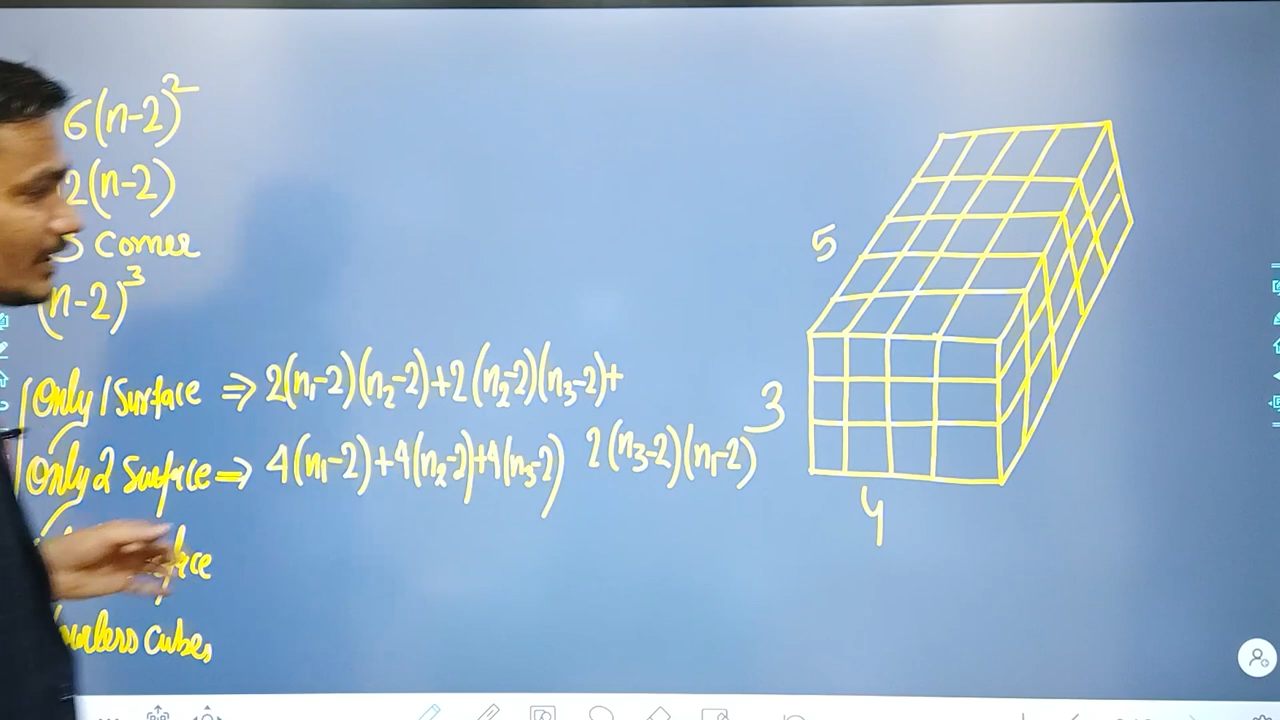 6(n-2)²
2(n-2)
Corner
(n-2)³
Only 1 Surface ⇒ 2(n₁-2)(n₂-2)+2(n₂-2)(n₃-2)+
2(n₃-2)(n₁-2)
Only 2 Surface ⇒ 4(n₁-2)+4(n₂-2)+4(n₃-2)
cubes
5
3
4